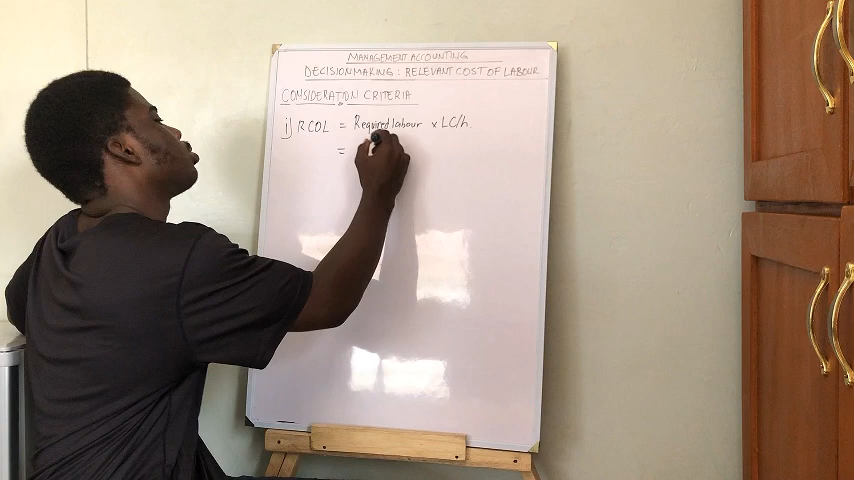 MANAGEMENT ACCOUNTING
DECISION MAKING : RELEVANT COST OF LABOUR
CONSIDERATION CRITERIA
i) RCOL = Required labour x LC/h.
=